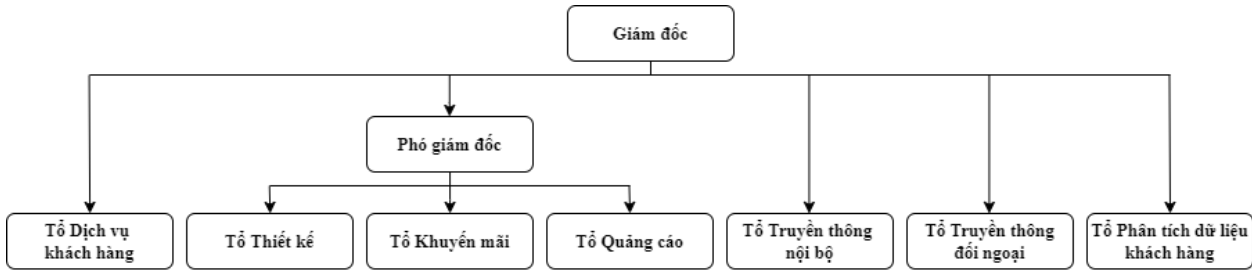 Giám đốc
Phó giám đốc
Tổ Dịch vụ
khách hàng
Tổ Thiết kế
Tổ Khuyến mãi
Tổ Quảng cáo
Tổ Truyền thông
nội bộ
Tổ Truyền thông
đối ngoại
Tổ Phân tích dữ liệu
khách hàng